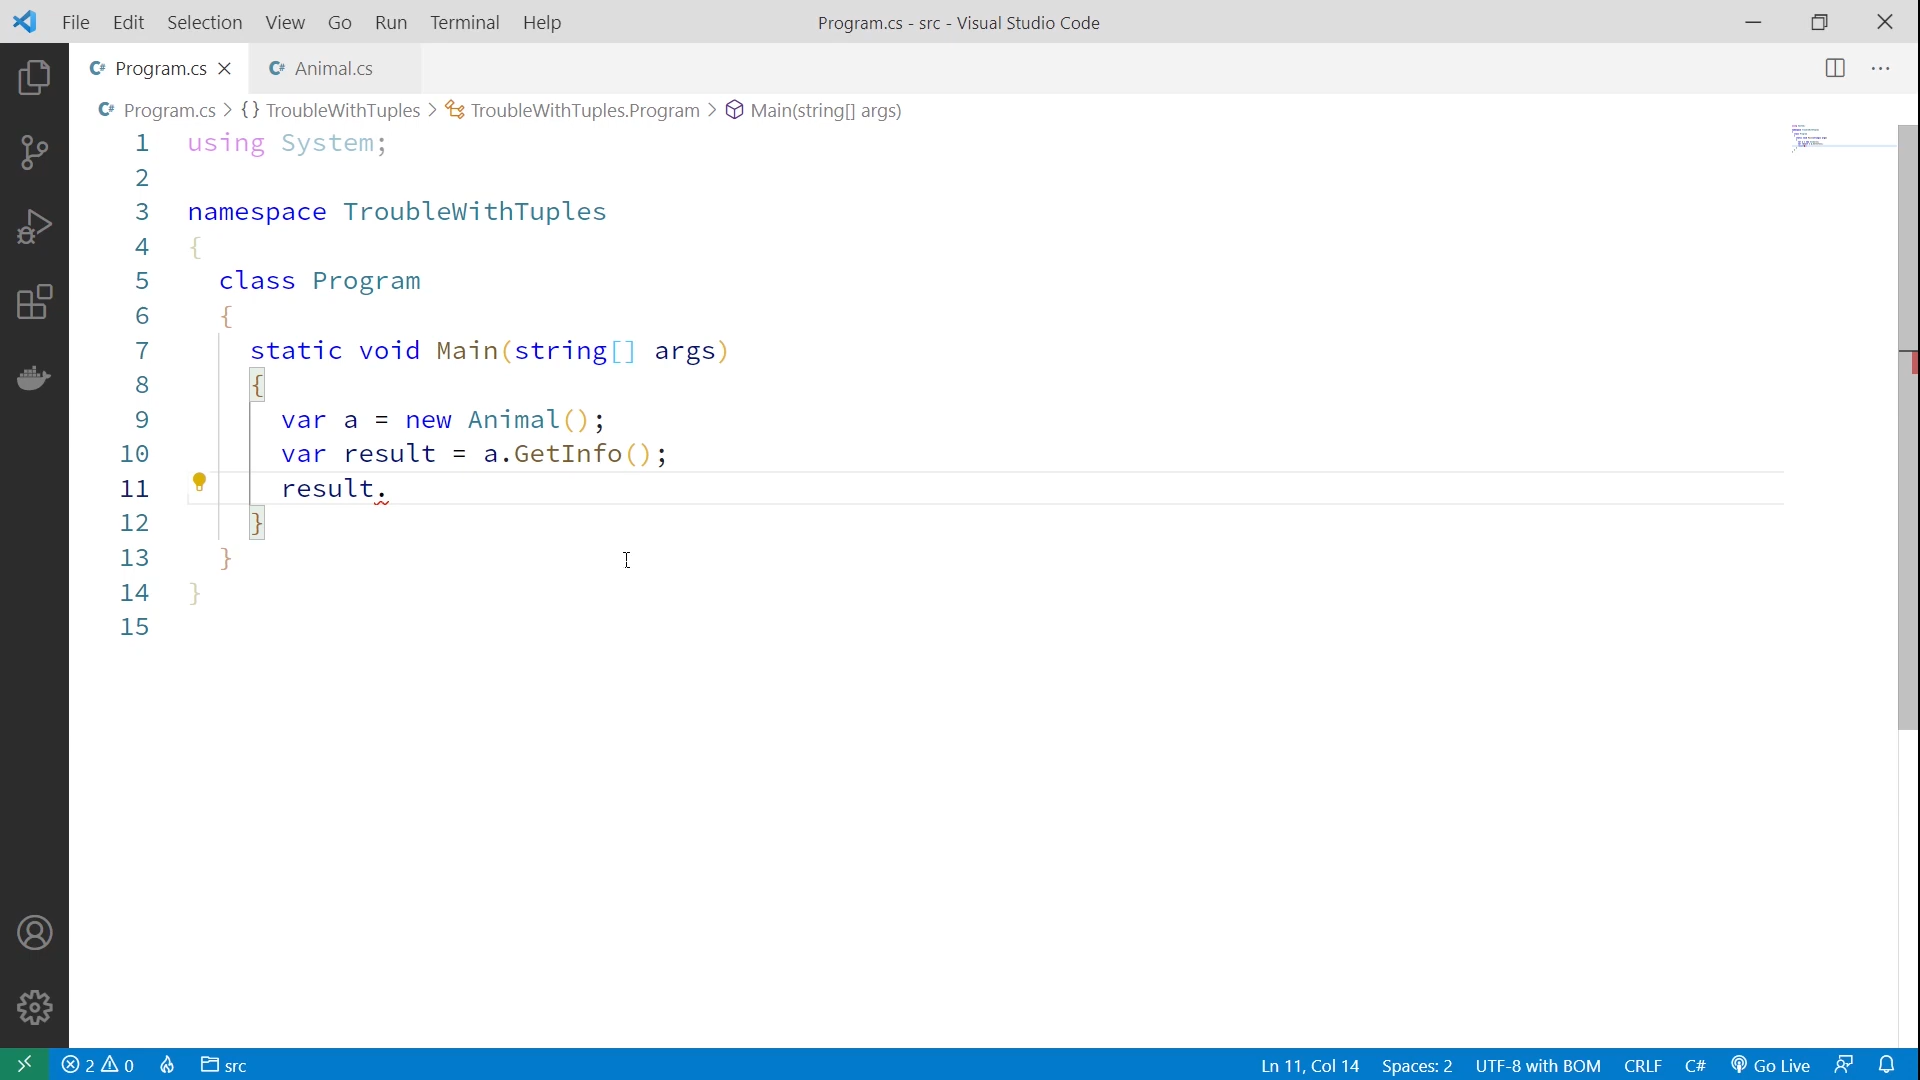 File Edit Selection View Go Run Terminal Help Program.cs - src - Visual Studio Code
C# Program.cs C# Animal.cs ...
C# Program.cs > {} TroubleWithTuples > TroubleWithTuples.Program > Main(string[] args)
1 using System;
2
3 namespace TroubleWithTuples
4 {
5 class Program
6 {
7 static void Main(string[] args)
8 {
9 var a = new Animal();
10 var result = a.GetInfo();
11 result.
12 }
13 }
14 }
15
2 0 src Ln 11, Col 14 Spaces: 2 UTF-8 with BOM CRLF C# Go Live